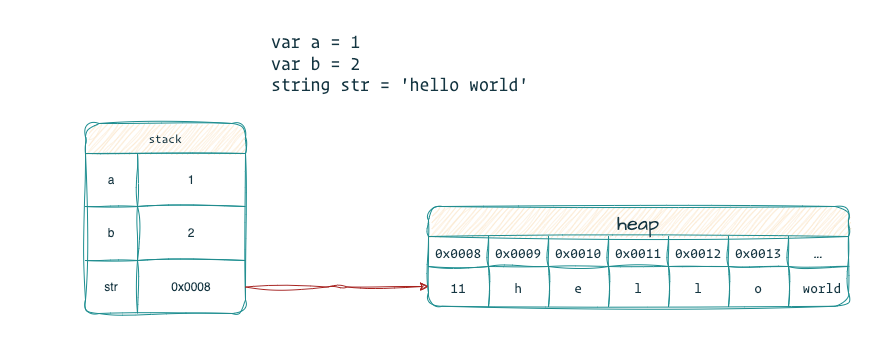 var a = 1
var b = 2
string str = 'hello world'
stack
a 1
b 2
str 0x0008
heap
0x0008 0x0009 0x0010 0x0011 0x0012 0x0013 ...
11 h e l l o world